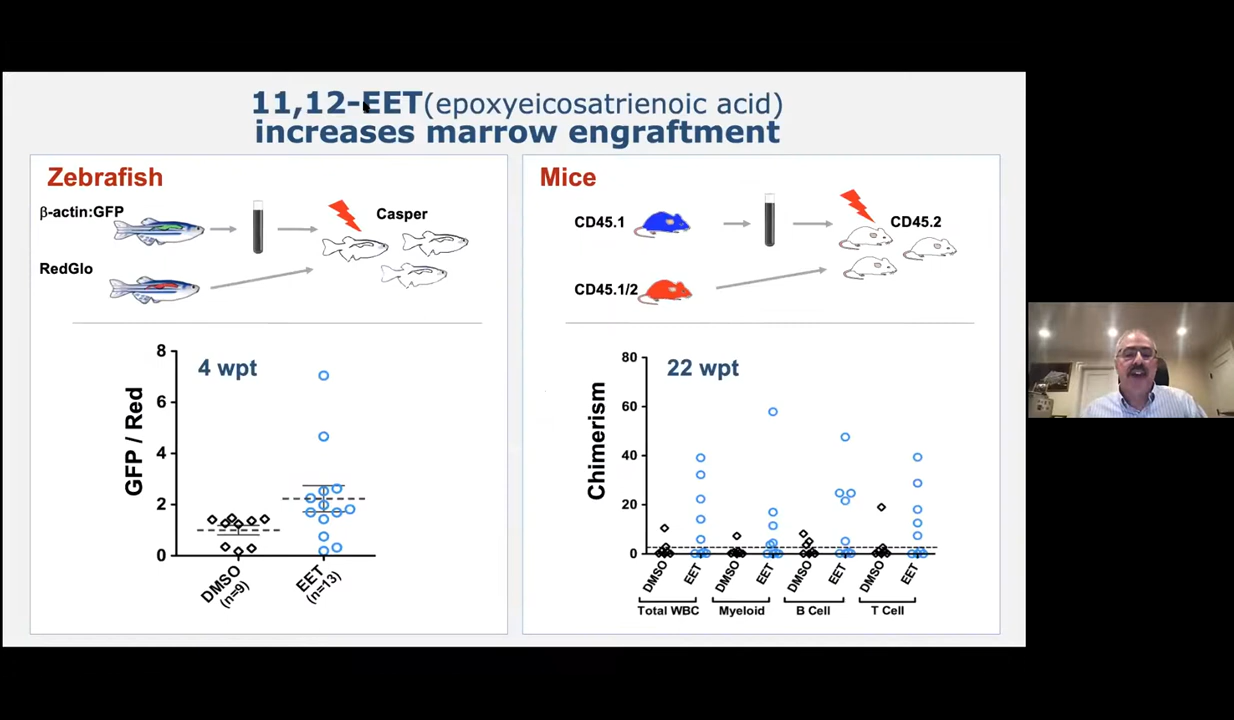 11,12-EET(epoxyeicosatrienoic acid)
increases marrow engraftment
Zebrafish
β-actin:GFP
Casper
RedGlo
4 wpt
GFP / Red
8
6
4
2
0
DMSO
(n=9)
EET
(n=13)
Mice
CD45.1
CD45.2
CD45.1/2
22 wpt
Chimerism
80
60
40
20
0
DMSO
EET
DMSO
EET
DMSO
EET
DMSO
EET
Total WBC
Myeloid
B Cell
T Cell